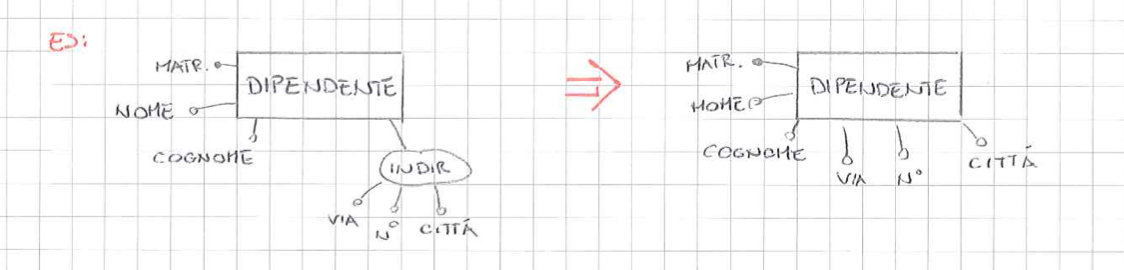 ES:
MATR.
DIPENDENTE
NOME
COGNOME
INDIR
VIA
N°
CITTÁ
MATR.
DIPENDENTE
NOME
COGNOME
VIA
N°
CITTÁ